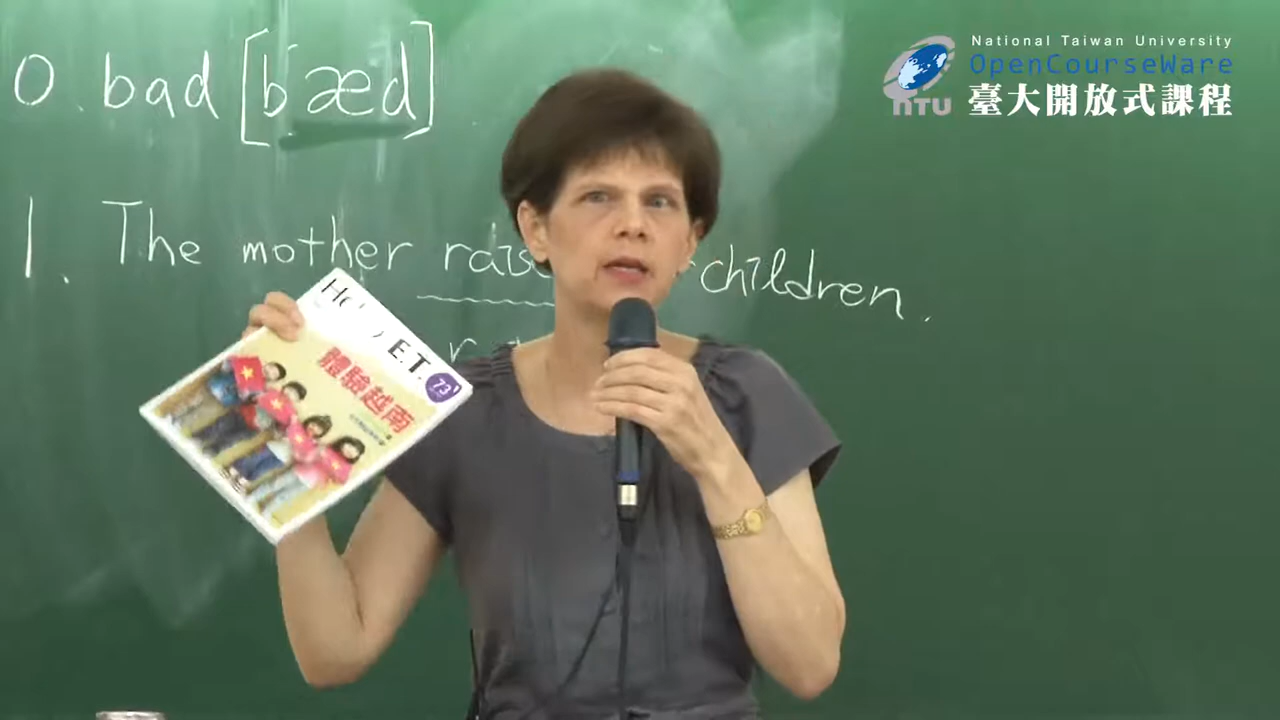 0. bad [bæd]
1. The mother children.
National Taiwan University
OpenCourseWare
NTU
臺大開放式課程
E.T.
73
體驗越南